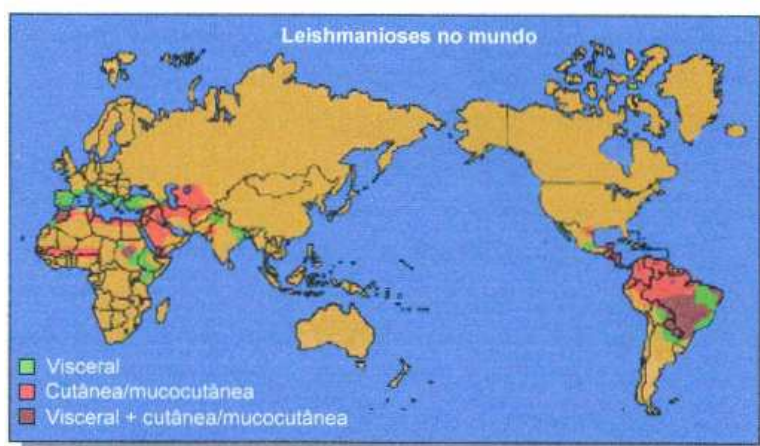 Leishmanioses no mundo
Visceral
Cutânea/mucocutânea
Visceral + cutânea/mucocutânea